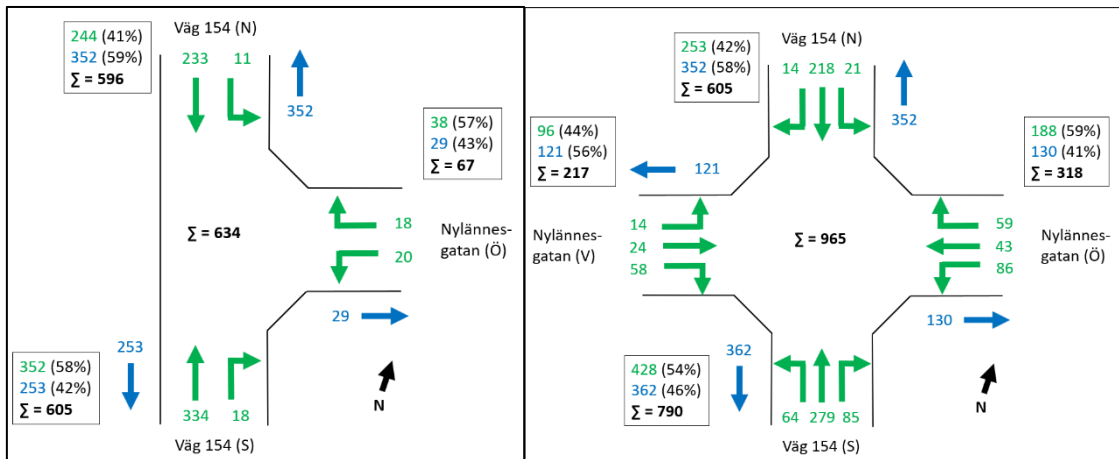 Väg 154 (N)
244 (41%)
352 (59%)
∑ = 596
233
11
352
38 (57%)
29 (43%)
∑ = 67
∑ = 634
18
Nylännes-
gatan (Ö)
20
29
253
352 (58%)
253 (42%)
∑ = 605
N
334
18
Väg 154 (S)
Väg 154 (N)
253 (42%)
352 (58%)
∑ = 605
14
218
21
352
96 (44%)
121 (56%)
∑ = 217
188 (59%)
130 (41%)
∑ = 318
121
14
24
58
Nylännes-
gatan (V)
∑ = 965
59
43
86
Nylännes-
gatan (Ö)
130
362
428 (54%)
362 (46%)
∑ = 790
N
64
279
85
Väg 154 (S)